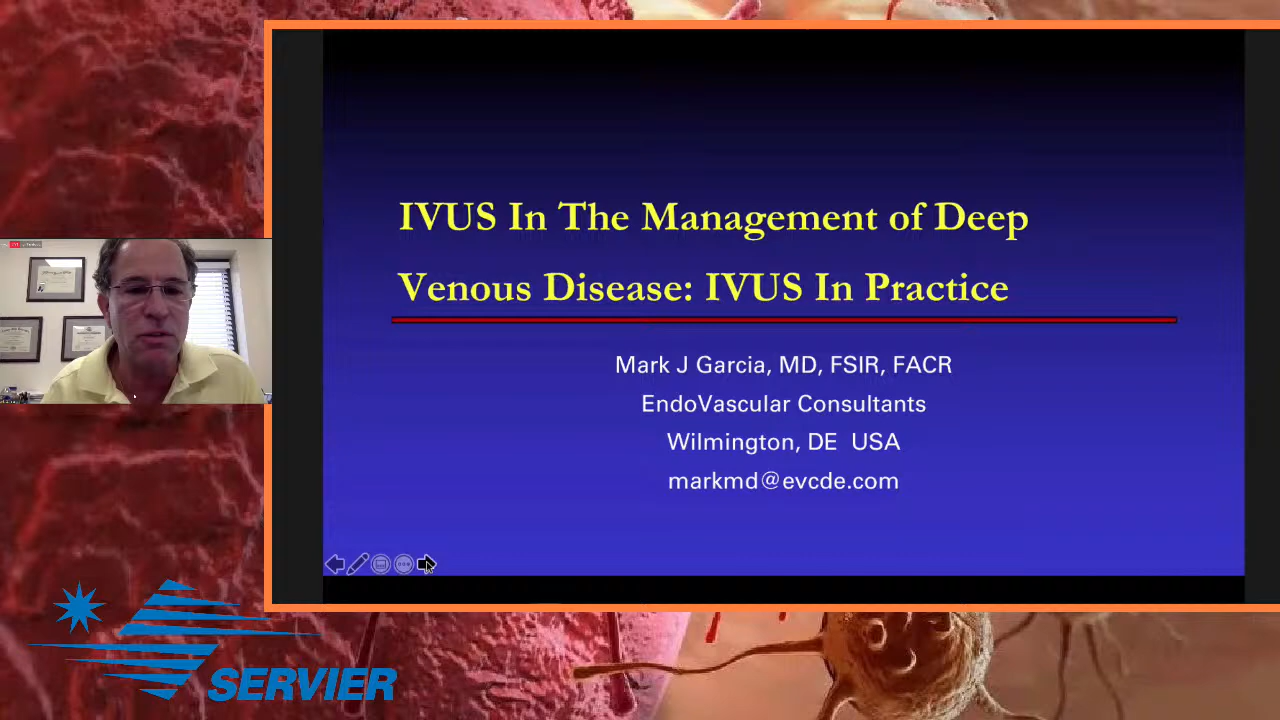 IVUS In The Management of Deep
Venous Disease: IVUS In Practice
Mark J Garcia, MD, FSIR, FACR
EndoVascular Consultants
Wilmington, DE USA
markmd@evcde.com
SERVIER